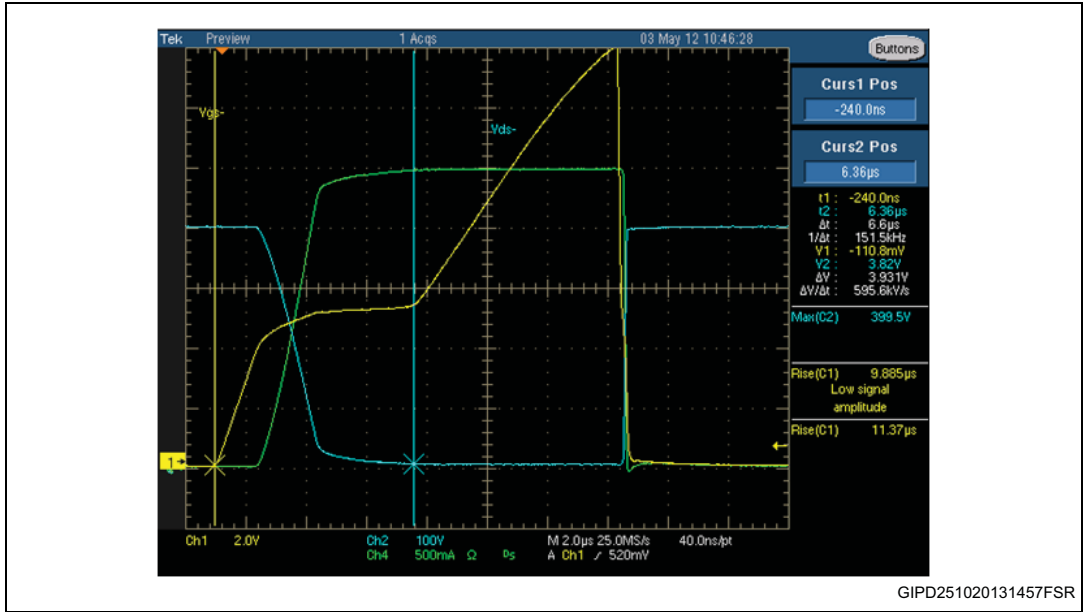 Tek Preview 1 Acqs 03 May 12 10:46:28
Buttons
Curs1 Pos
-240.0ns
Curs2 Pos
6.36µs
t1 : -240.0ns
t2 : 6.36µs
Δt : 6.6µs
1/Δt : 151.5kHz
V1 : -110.8mV
V2 : 3.82V
ΔV : 3.931V
ΔV/Δt : 595.6kV/s
Max(C2) 399.5V
Rise(C1) 9.885µs
Low signal
amplitude
Rise(C1) 11.37µs
Vgs-
Vds-
1
Ch1 2.0V Ch2 100V M 2.0µs 25.0MS/s 40.0ns/pt
Ch4 500mA Ω Ds A Ch1 ∕ 520mV
GIPD251020131457FSR